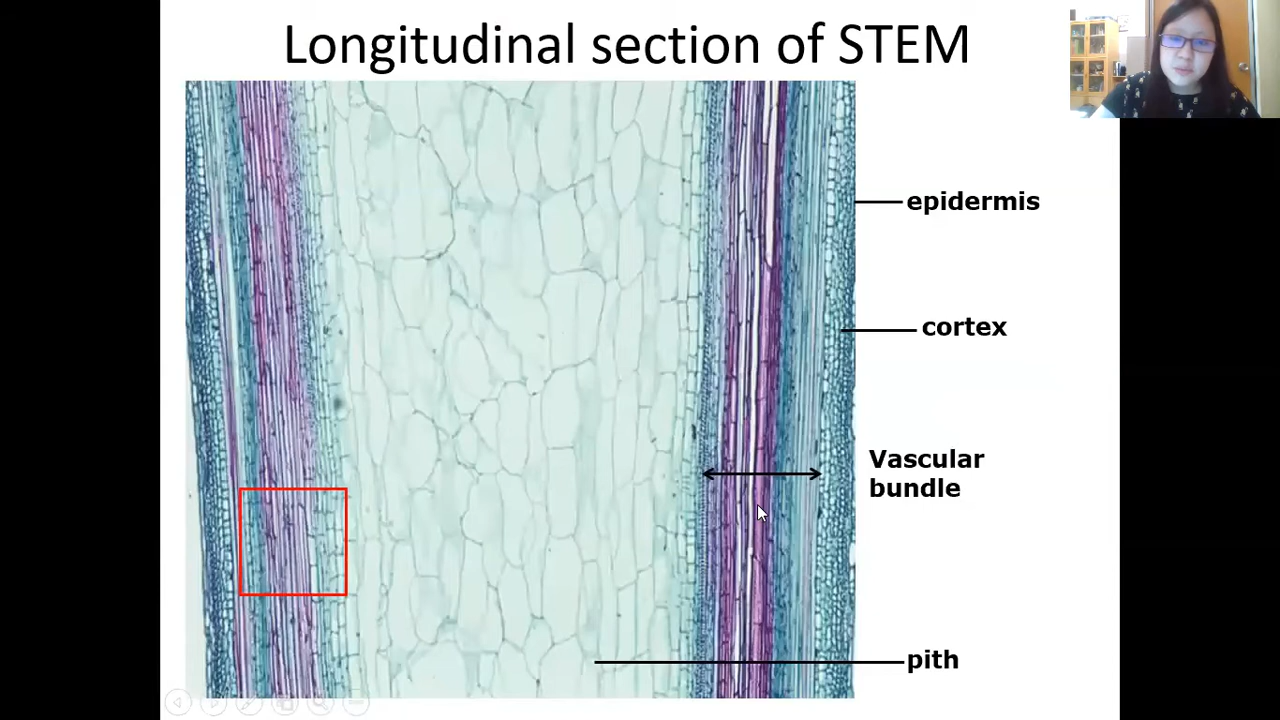 Longitudinal section of STEM
epidermis
cortex
Vascular
bundle
pith